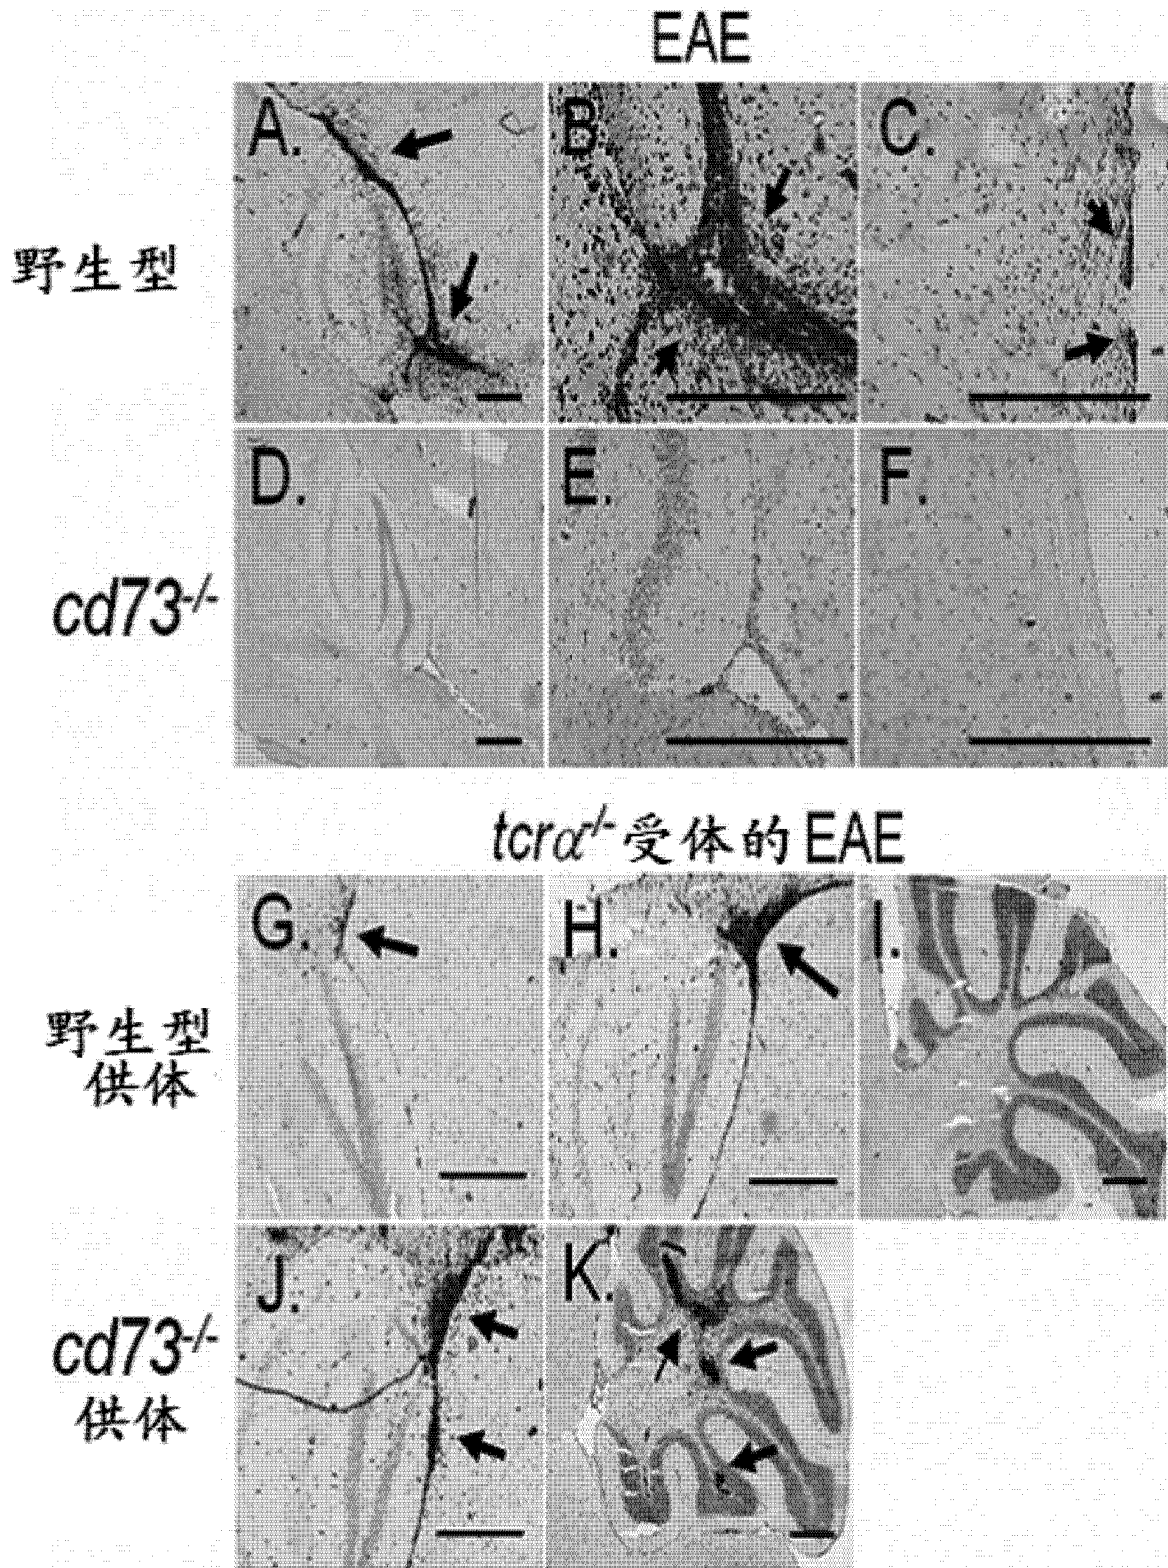 EAE
A. B. C.
野生型
D. E. F.
cd73-/-
tcrα-/-受体的EAE
G. H. I.
野生型
供体
J. K.
cd73-/-
供体